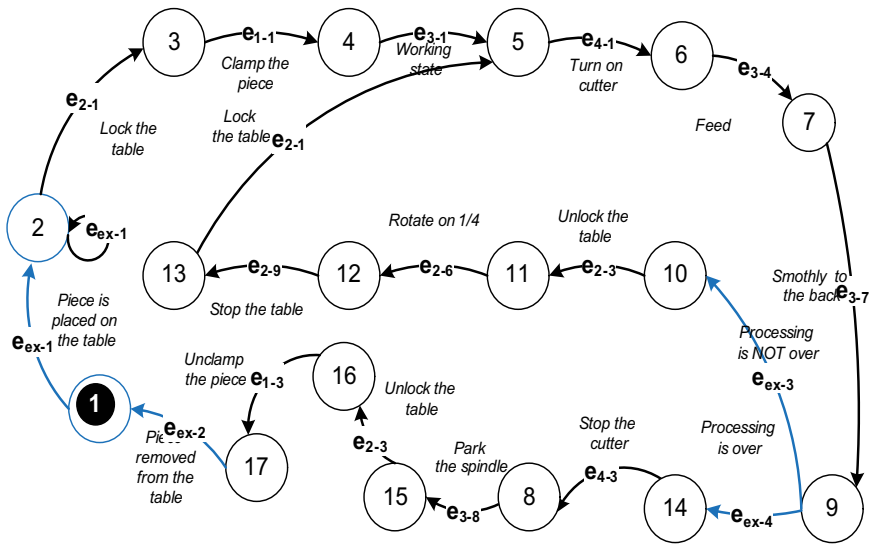 3
e1-1
4
e3-1
5
e4-1
6
Clamp the
piece
Working
state
Turn on
cutter
e3-4
7
e2-1
Lock the
table
Lock
the table
e2-1
Feed
2
eex-1
Rotate on 1/4
Unlock the
table
13
e2-9
12
e2-6
11
e2-3
10
Stop the table
Smothly to
the back
e3-7
Piece is
placed on
the table
eex-1
Processing
is NOT over
eex-3
Unclamp
the piece
e1-3
16
Unlock the
table
1
eex-2
removed
from the
table
17
e2-3
Park
the spindle
Stop the
cutter
e4-3
Processing
is over
15
e3-8
8
14
eex-4
9